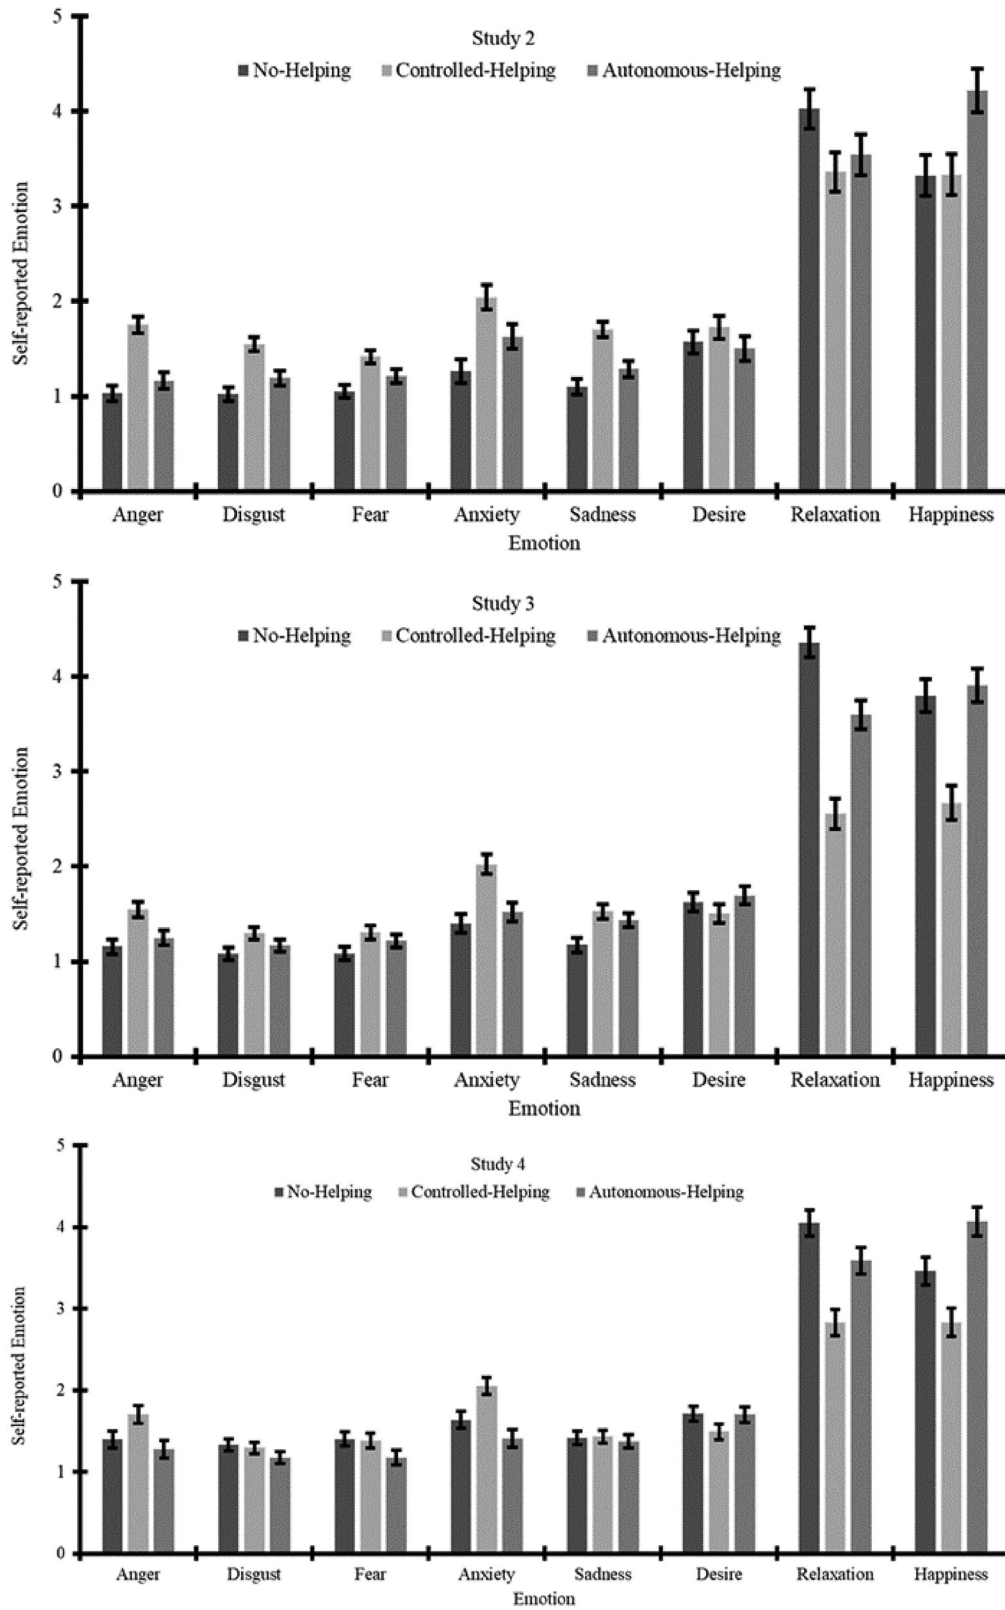 5
Study 2
No-Helping Controlled-Helping Autonomous-Helping
4
3
2
1
0
Self-reported Emotion
Anger Disgust Fear Anxiety Sadness Desire Relaxation Happiness
Emotion
5
Study 3
No-Helping Controlled-Helping Autonomous-Helping
4
3
2
1
0
Self-reported Emotion
Anger Disgust Fear Anxiety Sadness Desire Relaxation Happiness
Emotion
5
Study 4
No-Helping Controlled-Helping Autonomous-Helping
4
3
2
1
0
Self-reported Emotion
Anger Disgust Fear Anxiety Sadness Desire Relaxation Happiness
Emotion